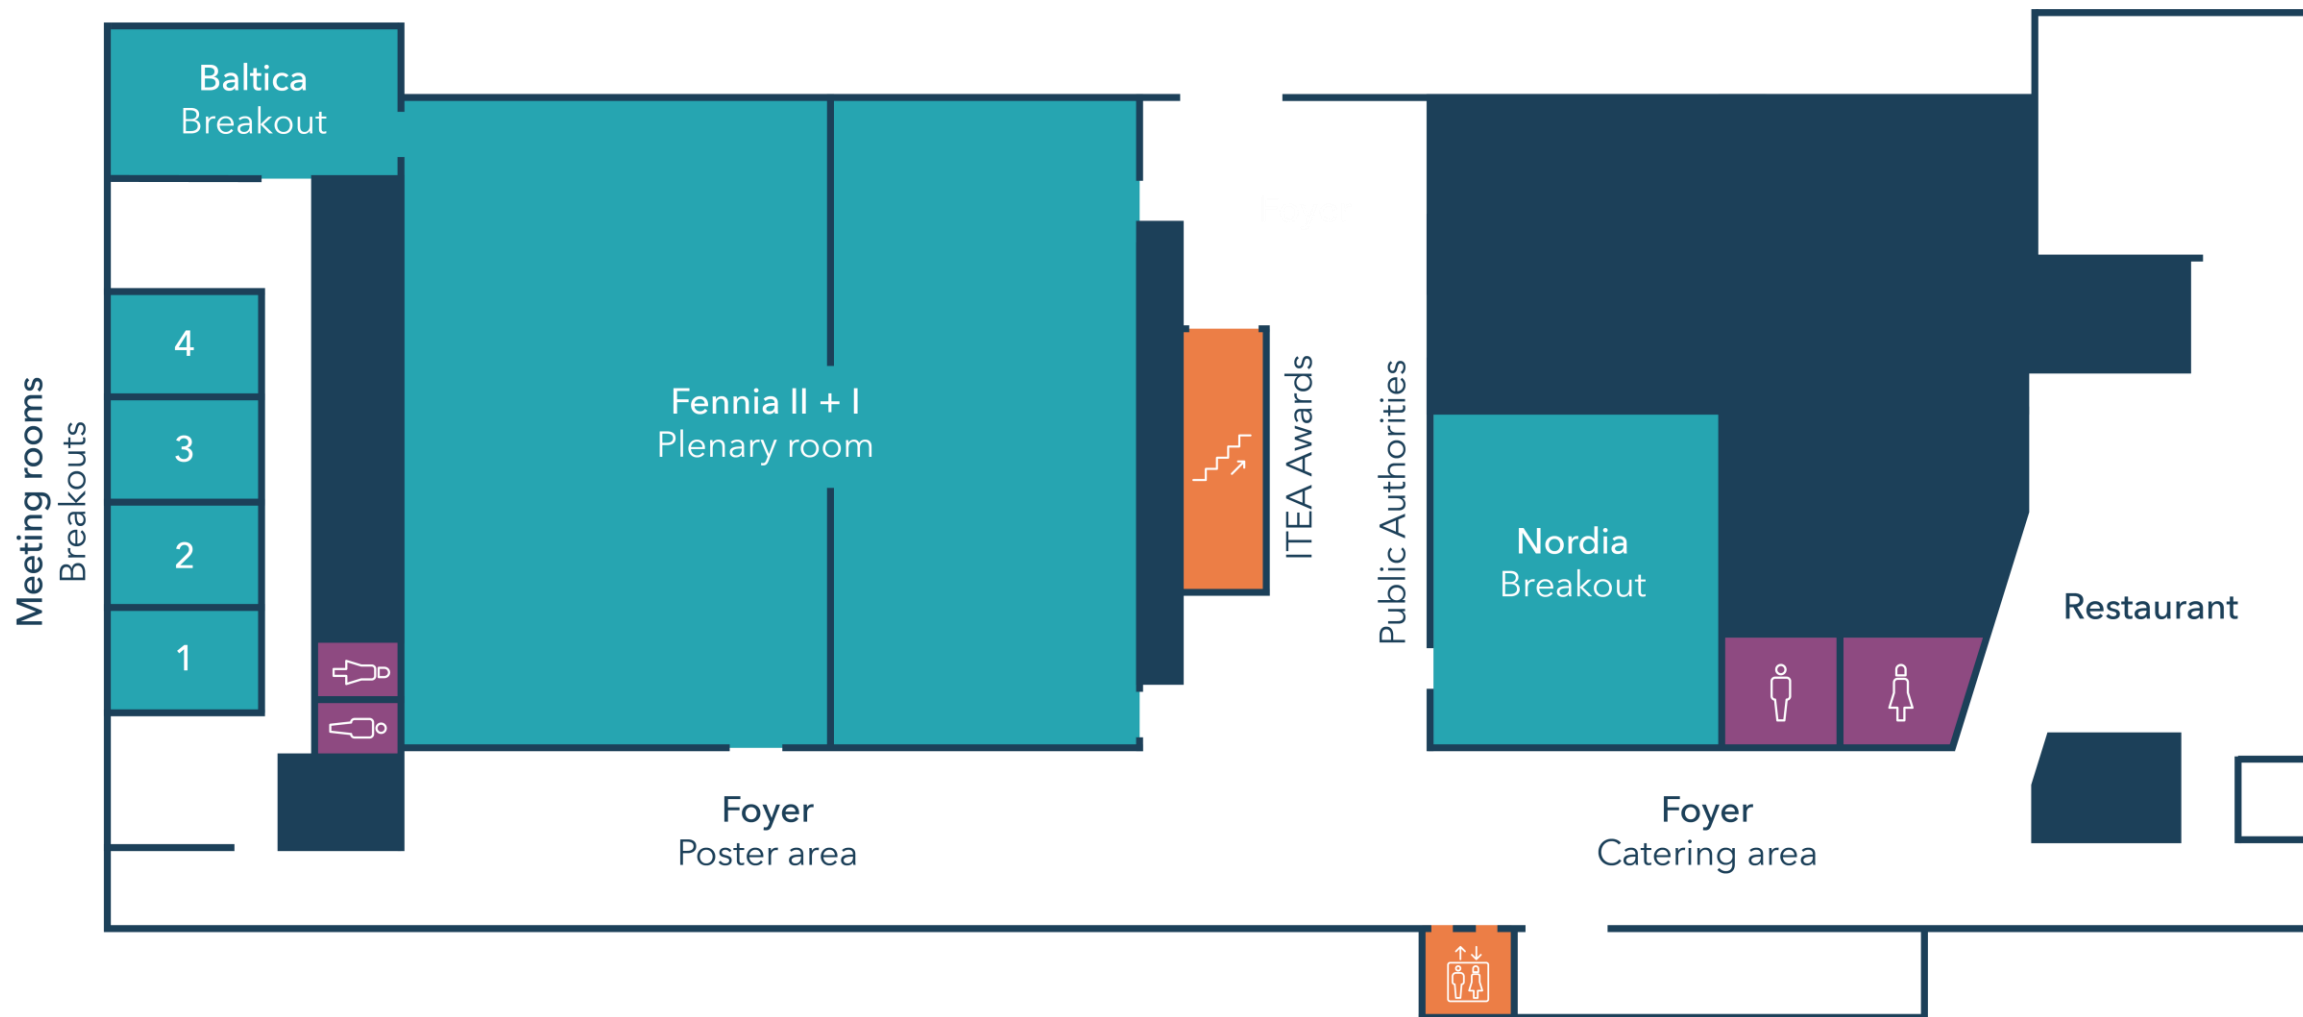 Baltica
Breakout
Meeting rooms
Breakouts
4
3
2
1
Fennia II + I
Plenary room
ITEA Awards
Public Authorities
Nordia
Breakout
Restaurant
Foyer
Poster area
Foyer
Catering area